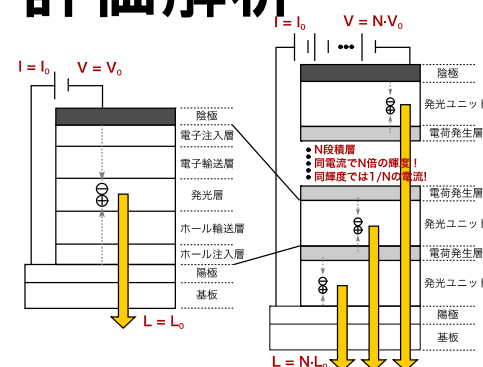 評価解析
I = I₀
V = V₀
陰極
電子注入層
電子輸送層
発光層
ホール輸送層
ホール注入層
陽極
基板
L = L₀
I = I₀
V = N·V₀
陰極
発光ユニット
電荷発生層
N段積層
同電流でN倍の輝度！
同輝度では1/Nの電流!
電荷発生層
発光ユニット
電荷発生層
発光ユニット
陽極
基板
L = N·L₀